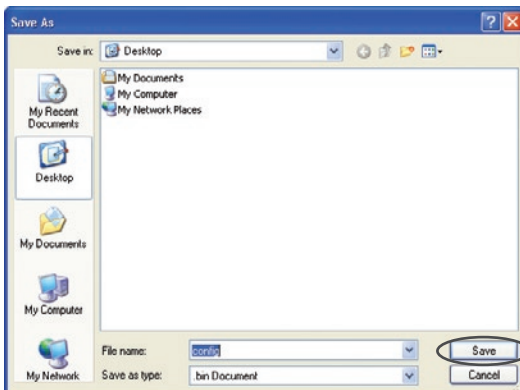 Save As
Save in: Desktop
My Documents
My Computer
My Network Places
My Recent
Documents
Desktop
My Documents
My Computer
My Network
File name: config Save
Save as type: .bin Document Cancel